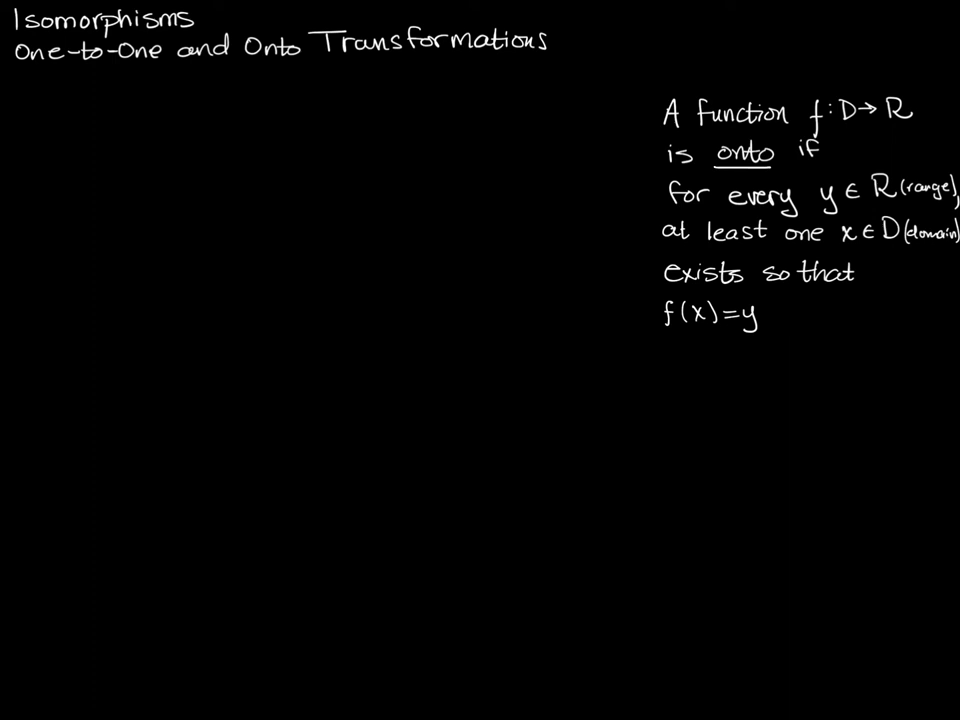 Isomorphisms
One-to-One and Onto Transformations
A function f: D → R
is onto if
for every y ∈ R (range),
at least one x ∈ D (domain)
exists so that
f(x) = y